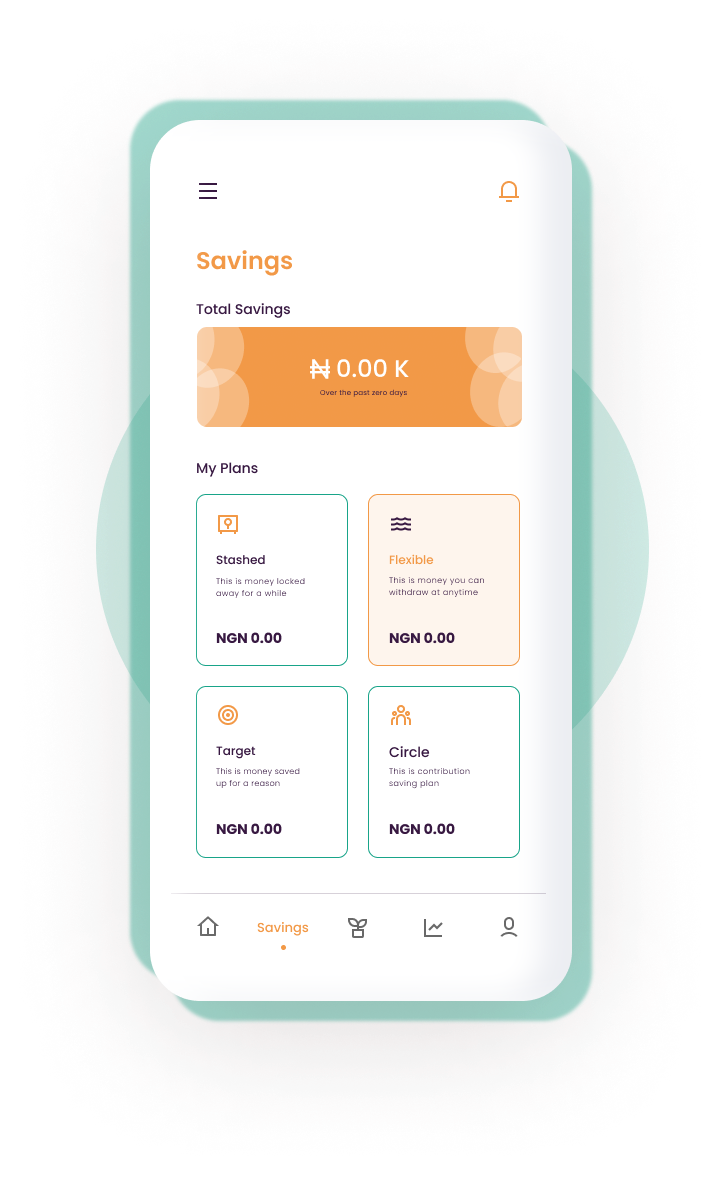 Savings
Total Savings
₦ 0.00 K
Over the past zero days
My Plans
Stashed
This is money locked
away for a while
NGN 0.00
Flexible
This is money you can
withdraw at anytime
NGN 0.00
Target
This is money saved
up for a reason
NGN 0.00
Circle
This is contribution
saving plan
NGN 0.00
Savings